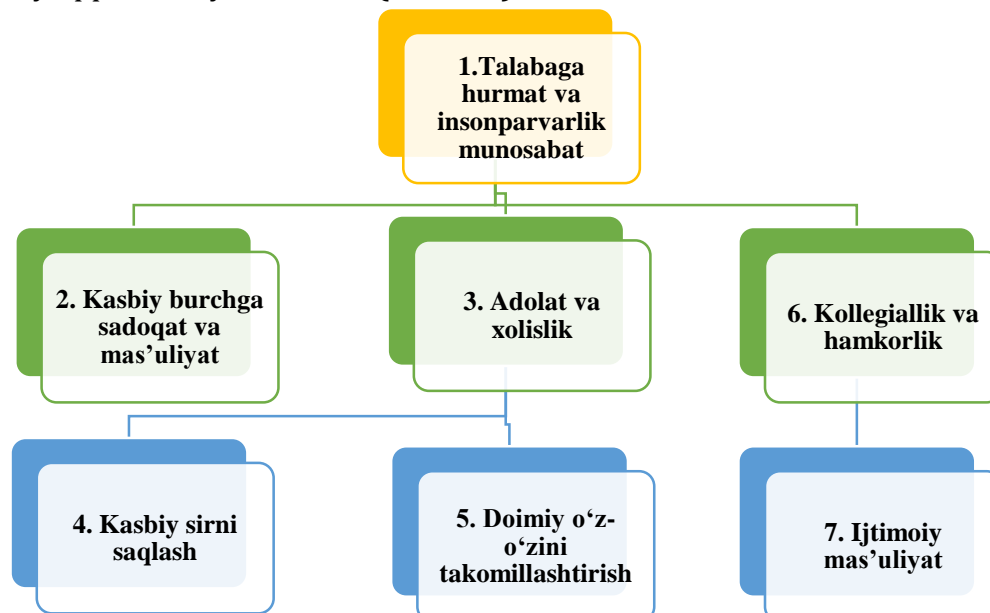 1.Talabaga
hurmat va
insonparvarlik
munosabat
2. Kasbiy burchga
sadoqat va
mas’uliyat
3. Adolat va
xolislik
6. Kollegiallik va
hamkorlik
4. Kasbiy sirni
saqlash
5. Doimiy o‘z-
o‘zini
takomillashtirish
7. Ijtimoiy
mas’uliyat